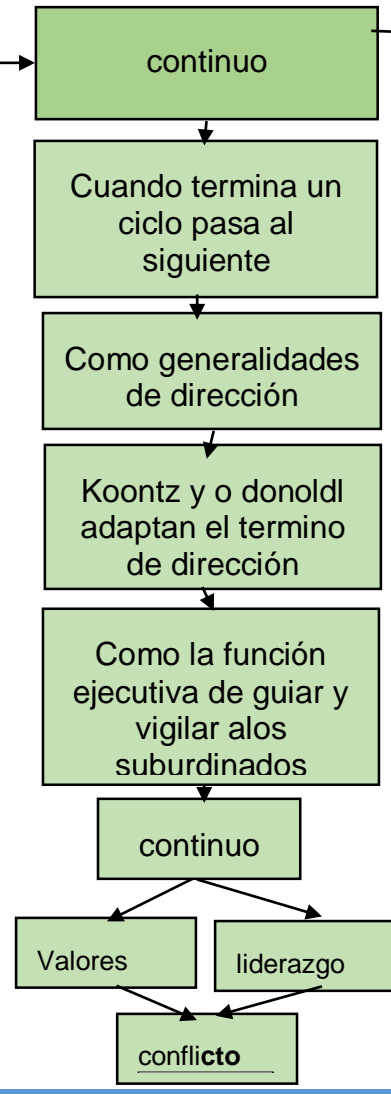 continuo
Cuando termina un
ciclo pasa al
siguiente
Como generalidades
de dirección
Koontz y o donoldl
adaptan el termino
de dirección
Como la función
ejecutiva de guiar y
vigilar alos
suburdinados
continuo
Valores
liderazgo
conflicto